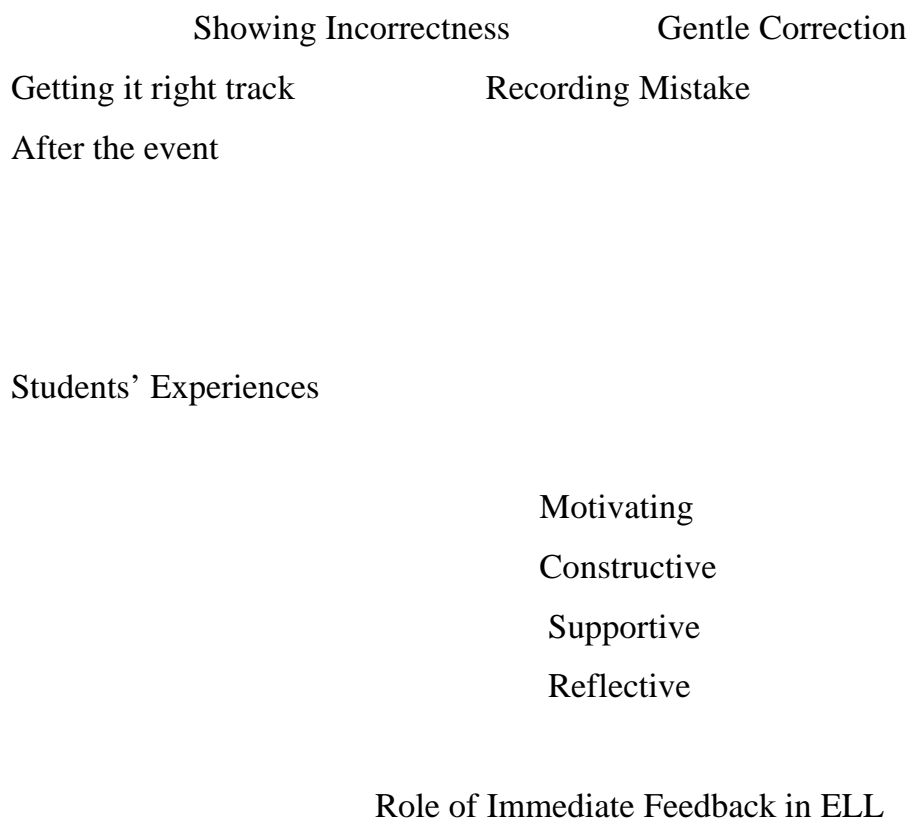 Showing Incorrectness Gentle Correction
Getting it right track Recording Mistake
After the event
Students’ Experiences
Motivating
Constructive
Supportive
Reflective
Role of Immediate Feedback in ELL